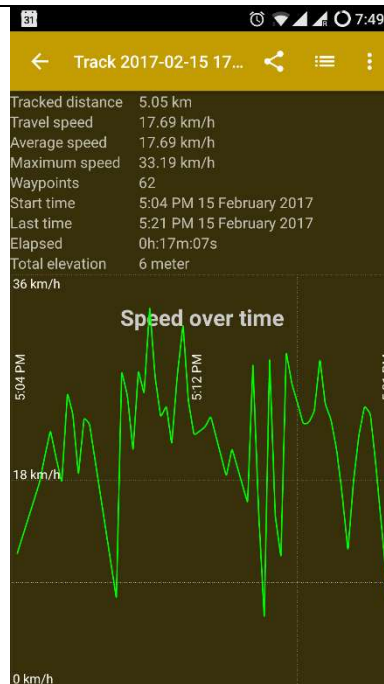 31 7:49
Track 2017-02-15 17...
Tracked distance 5.05 km
Travel speed 17.69 km/h
Average speed 17.69 km/h
Maximum speed 33.19 km/h
Waypoints 62
Start time 5:04 PM 15 February 2017
Last time 5:21 PM 15 February 2017
Elapsed 0h:17m:07s
Total elevation 6 meter
36 km/h
Speed over time
5:04 PM
5:12 PM
18 km/h
0 km/h